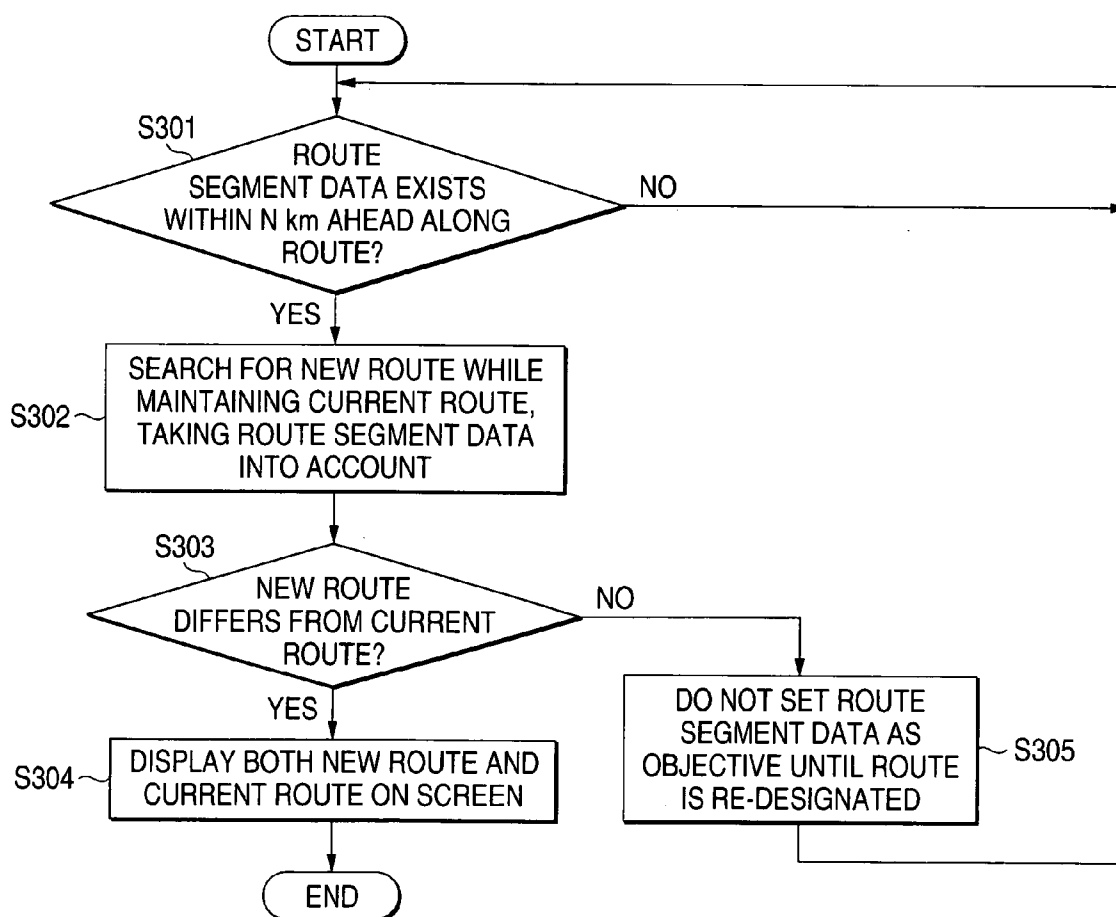 START
S301
ROUTE
SEGMENT DATA EXISTS
WITHIN N km AHEAD ALONG
ROUTE?
NO
YES
S302
SEARCH FOR NEW ROUTE WHILE
MAINTAINING CURRENT ROUTE,
TAKING ROUTE SEGMENT DATA
INTO ACCOUNT
S303
NEW ROUTE
DIFFERS FROM CURRENT
ROUTE?
NO
YES
S304
DISPLAY BOTH NEW ROUTE AND
CURRENT ROUTE ON SCREEN
DO NOT SET ROUTE
SEGMENT DATA AS
OBJECTIVE UNTIL ROUTE
IS RE-DESIGNATED
S305
END